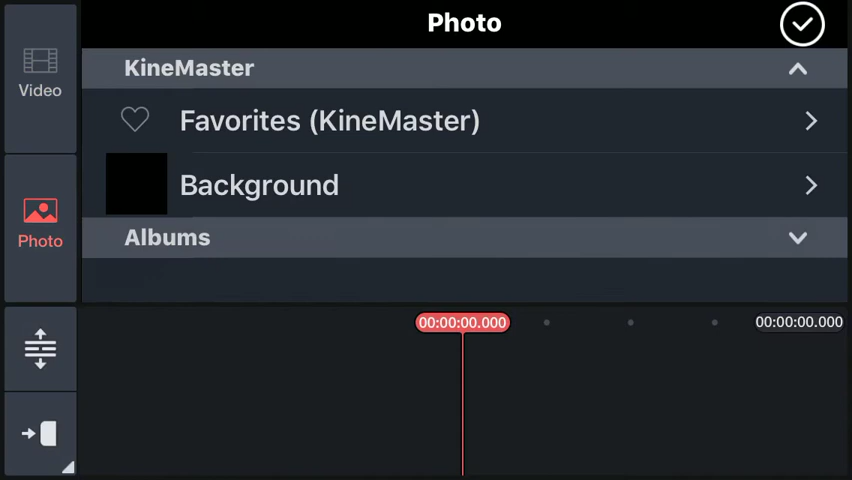 Photo
Video
KineMaster
Favorites (KineMaster)
Background
Photo
Albums
00:00:00.000
00:00:00.000